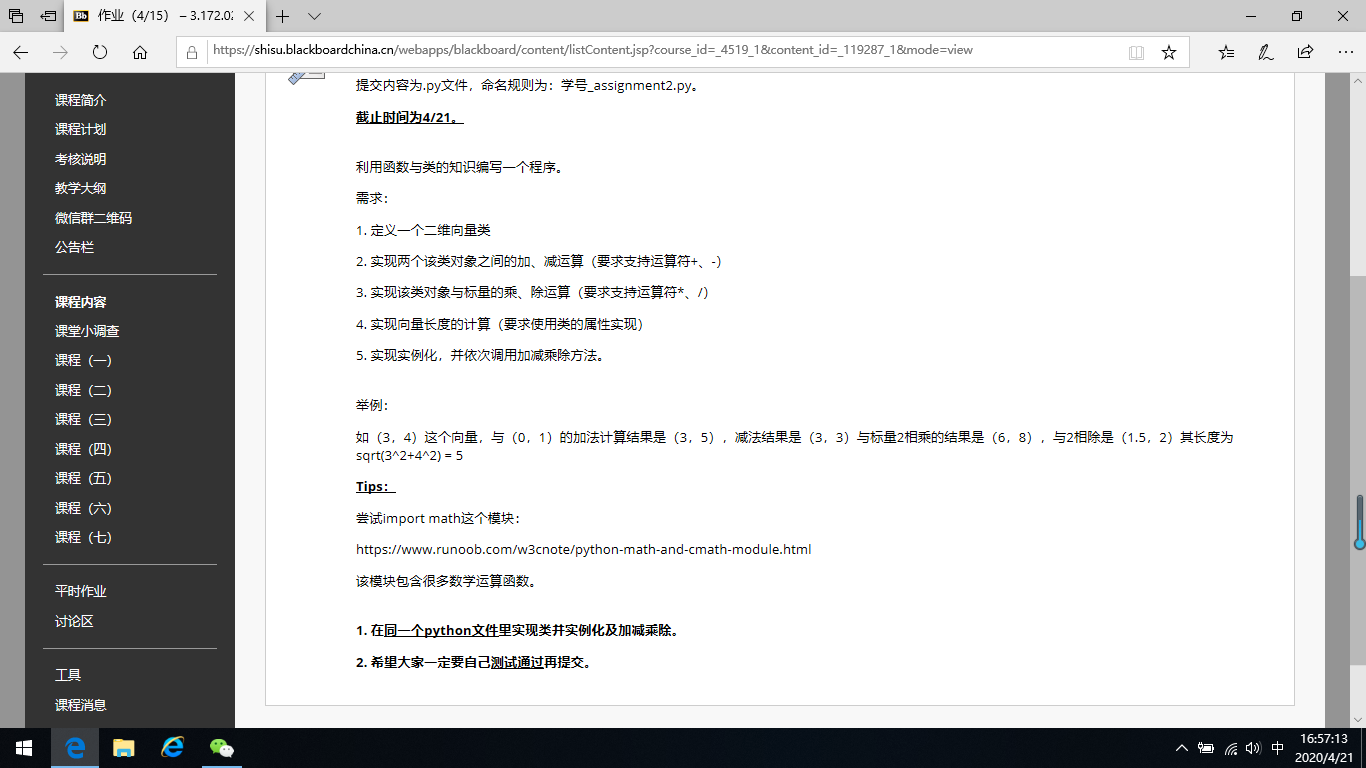 作业（4/15） – 3.172.02
https://shisu.blackboardchina.cn/webapps/blackboard/content/listContent.jsp?course_id=_4519_1&content_id=_119287_1&mode=view
课程简介
课程计划
考核说明
教学大纲
微信群二维码
公告栏
课程内容
课堂小调查
课程（一）
课程（二）
课程（三）
课程（四）
课程（五）
课程（六）
课程（七）
平时作业
讨论区
工具
课程消息
提交内容为.py文件，命名规则为：学号_assignment2.py。
截止时间为4/21。
利用函数与类的知识编写一个程序。
需求：
1. 定义一个二维向量类
2. 实现两个该类对象之间的加、减运算（要求支持运算符+、-）
3. 实现该类对象与标量的乘、除运算（要求支持运算符*、/）
4. 实现向量长度的计算（要求使用类的属性实现）
5. 实现实例化，并依次调用加减乘除方法。
举例：
如（3，4）这个向量，与（0，1）的加法计算结果是（3，5），减法结果是（3，3）与标量2相乘的结果是（6，8），与2相除是（1.5，2）其长度为
sqrt(3^2+4^2) = 5
Tips：
尝试import math这个模块：
https://www.runoob.com/w3cnote/python-math-and-cmath-module.html
该模块包含很多数学运算函数。
1. 在同一个python文件里实现类并实例化及加减乘除。
2. 希望大家一定要自己测试通过再提交。
中
16:57:13
2020/4/21